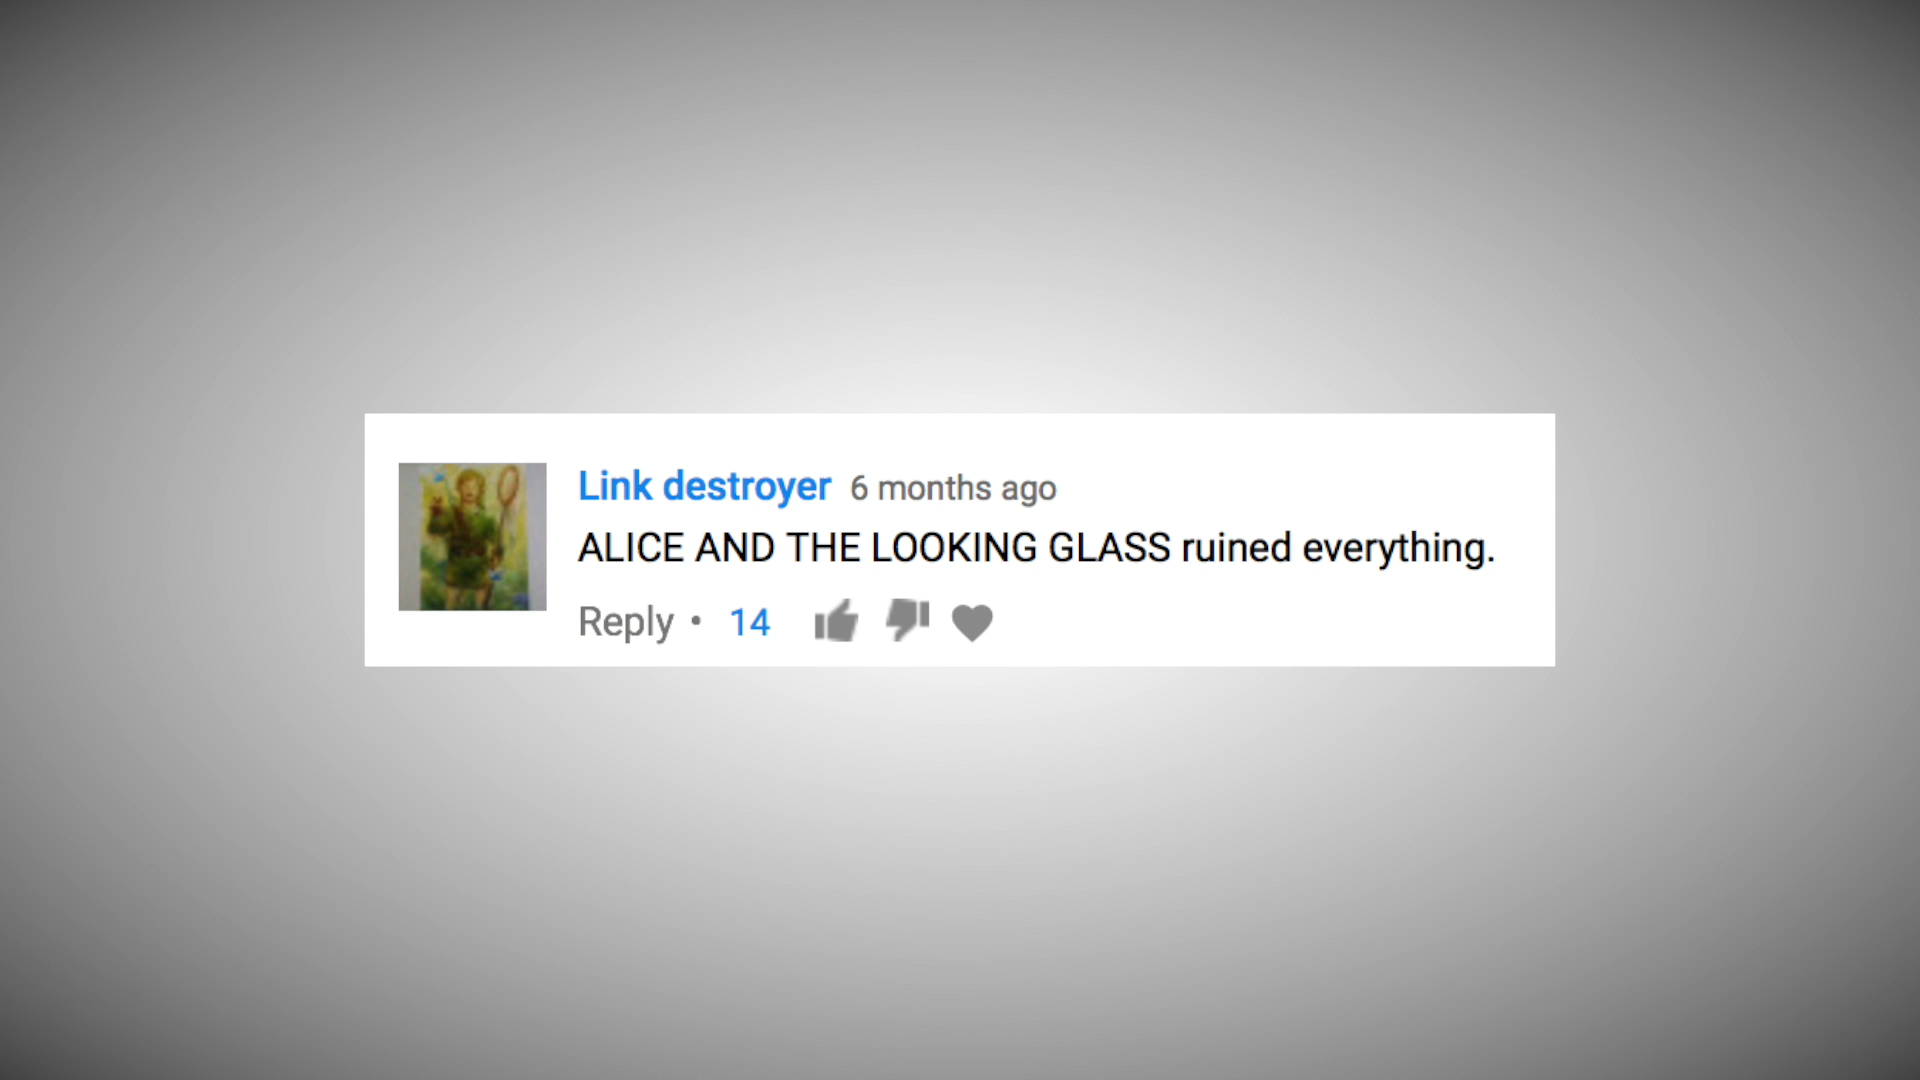 Link destroyer 6 months ago
ALICE AND THE LOOKING GLASS ruined everything.
Reply • 14